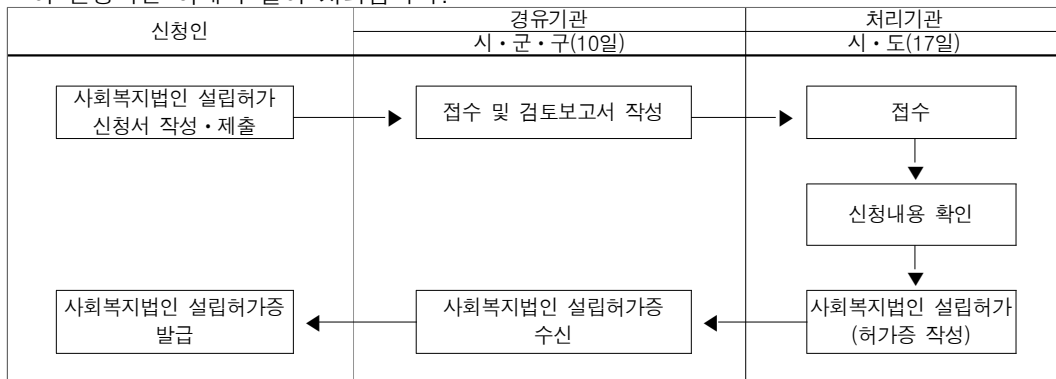 신청인
경유기관
처리기관
시・군・구(10일)
시・도(17일)
사회복지법인 설립허가
신청서 작성・제출
접수 및 검토보고서 작성
접수
신청내용 확인
사회복지법인 설립허가증
발급
사회복지법인 설립허가증
수신
사회복지법인 설립허가
(허가증 작성)